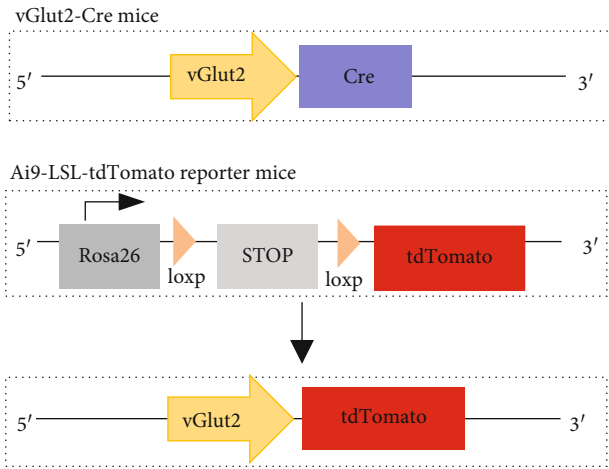 vGlut2-Cre mice
5′ vGlut2 Cre 3′
Ai9-LSL-tdTomato reporter mice
5′ Rosa26 loxp STOP loxp tdTomato 3′
5′ vGlut2 tdTomato 3′